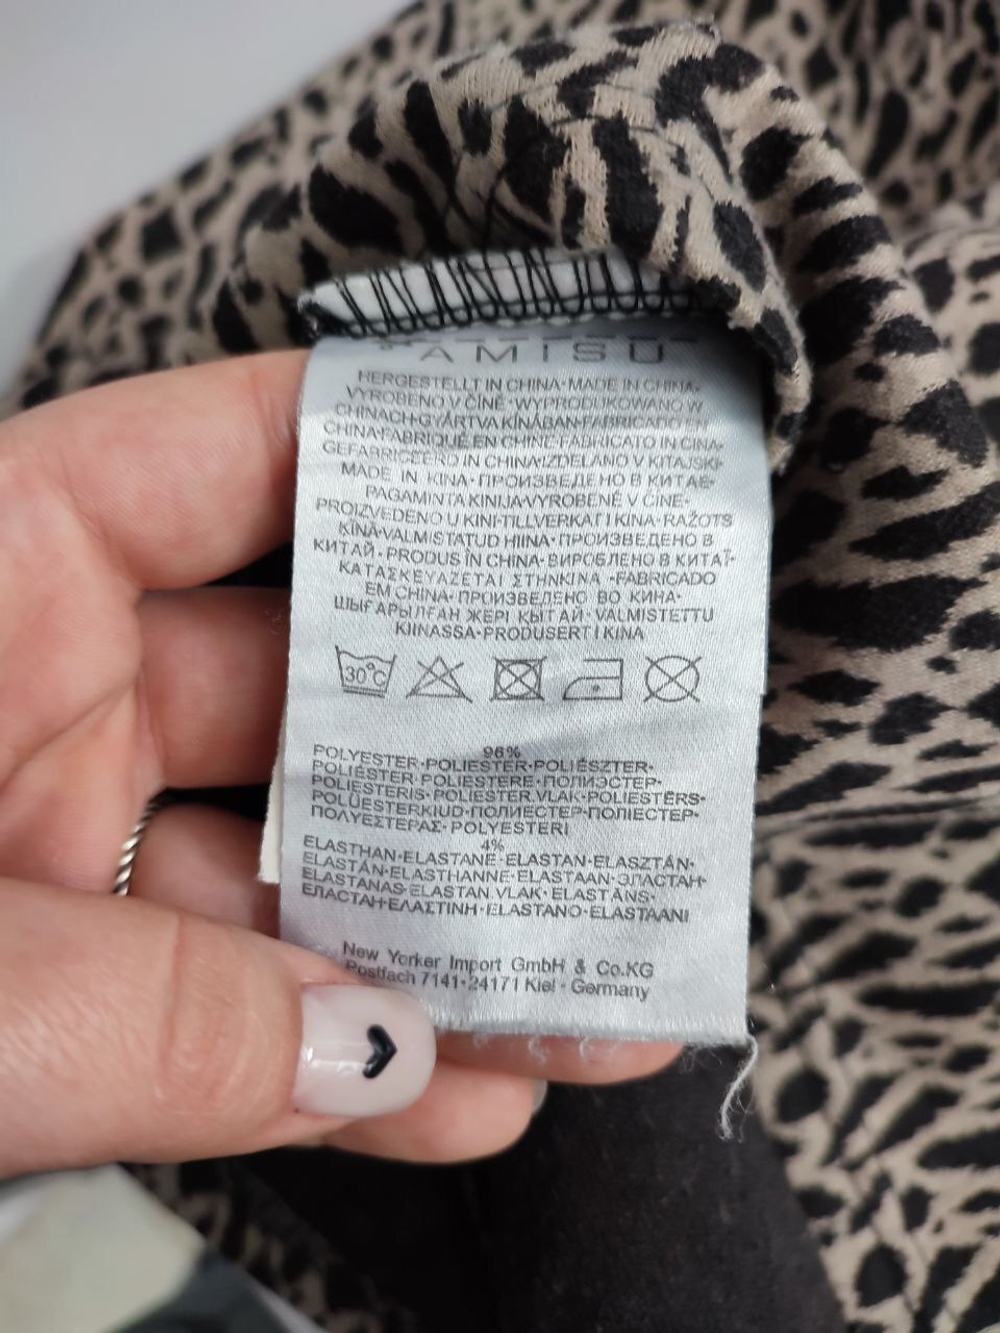 AMISU
HERGESTELLT IN CHINA•MADE IN CHINA•
VYROBENO V ČÍNĚ•WYPRODUKOWANO W
CHINACH•GYÁRTVA KÍNÁBAN•FABRICADO EN
CHINA•FABRIQUÉ EN CHINE•FABRICATO IN CINA•
GEFABRICEERD IN CHINA•IZDELANO V KITAJSKI•
MADE IN KINA•ПРОИЗВЕДЕНО В КИТАЕ•
PAGAMINTA KINIJA•VYROBENÉ V ČÍNE•
PROIZVEDENO U KINI•TILLVERKAT I KINA•RAŽOTS
KĪNĀ•VALMISTATUD HIINA•ПРОИЗВЕДЕНО В
КИТАЙ•PRODUS ÎN CHINA•ВИРОБЛЕНО В КИТАЇ•
ΚΑΤΑΣΚΕΥΑΖΕΤΑΙ ΣΤΗΝΚΙΝΑ •FABRICADO
EM CHINA•ПРОИЗВЕДЕНО ВО КИНА•
ШЫҒАРЫЛҒАН ЖЕРІ ҚЫТАЙ•VALMISTETTU
KIINASSA•PRODUSERT I KINA
30°C
96%
POLYESTER•POLIESTER•POLIÉSZTER•
POLIÉSTER•POLIESTERE•ПОЛИЭСТЕР•
POLIESTERIS•POLIESTER.VLAK•POLIESTĒRS•
POLÜESTERKIUD•ПОЛИЕСТЕР•ПОЛІЕСТЕР•
ΠΟΛΥΕΣΤΕΡΑΣ•POLYESTERI
4%
ELASTHAN•ELASTANE•ELASTAN•ELASZTÁN•
ELASTÁN•ELASTHANNE•ELASTAAN•ЭЛАСТАН•
ELASTANAS•ELASTAN.VLAK•ELASTĀNS•
ЕЛАСТАН•ΕΛΑΣΤΙΝΗ•ELASTANO•ELASTAANI
New Yorker Import GmbH & Co.KG
Postfach 7141•24171 Kiel - Germany